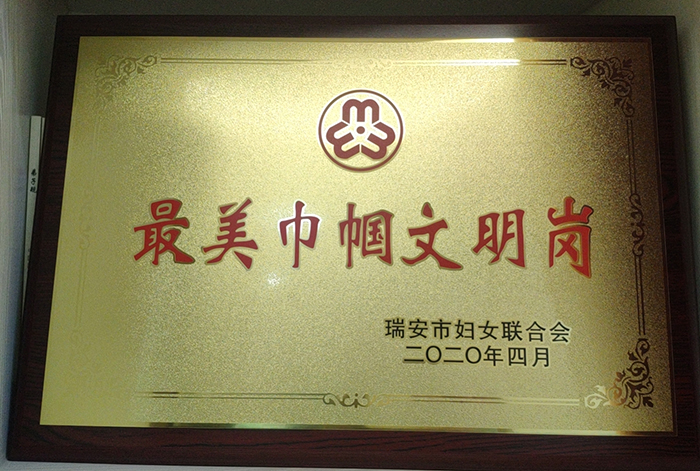 最美巾帼文明岗
瑞安市妇女联合会
二〇二〇年四月